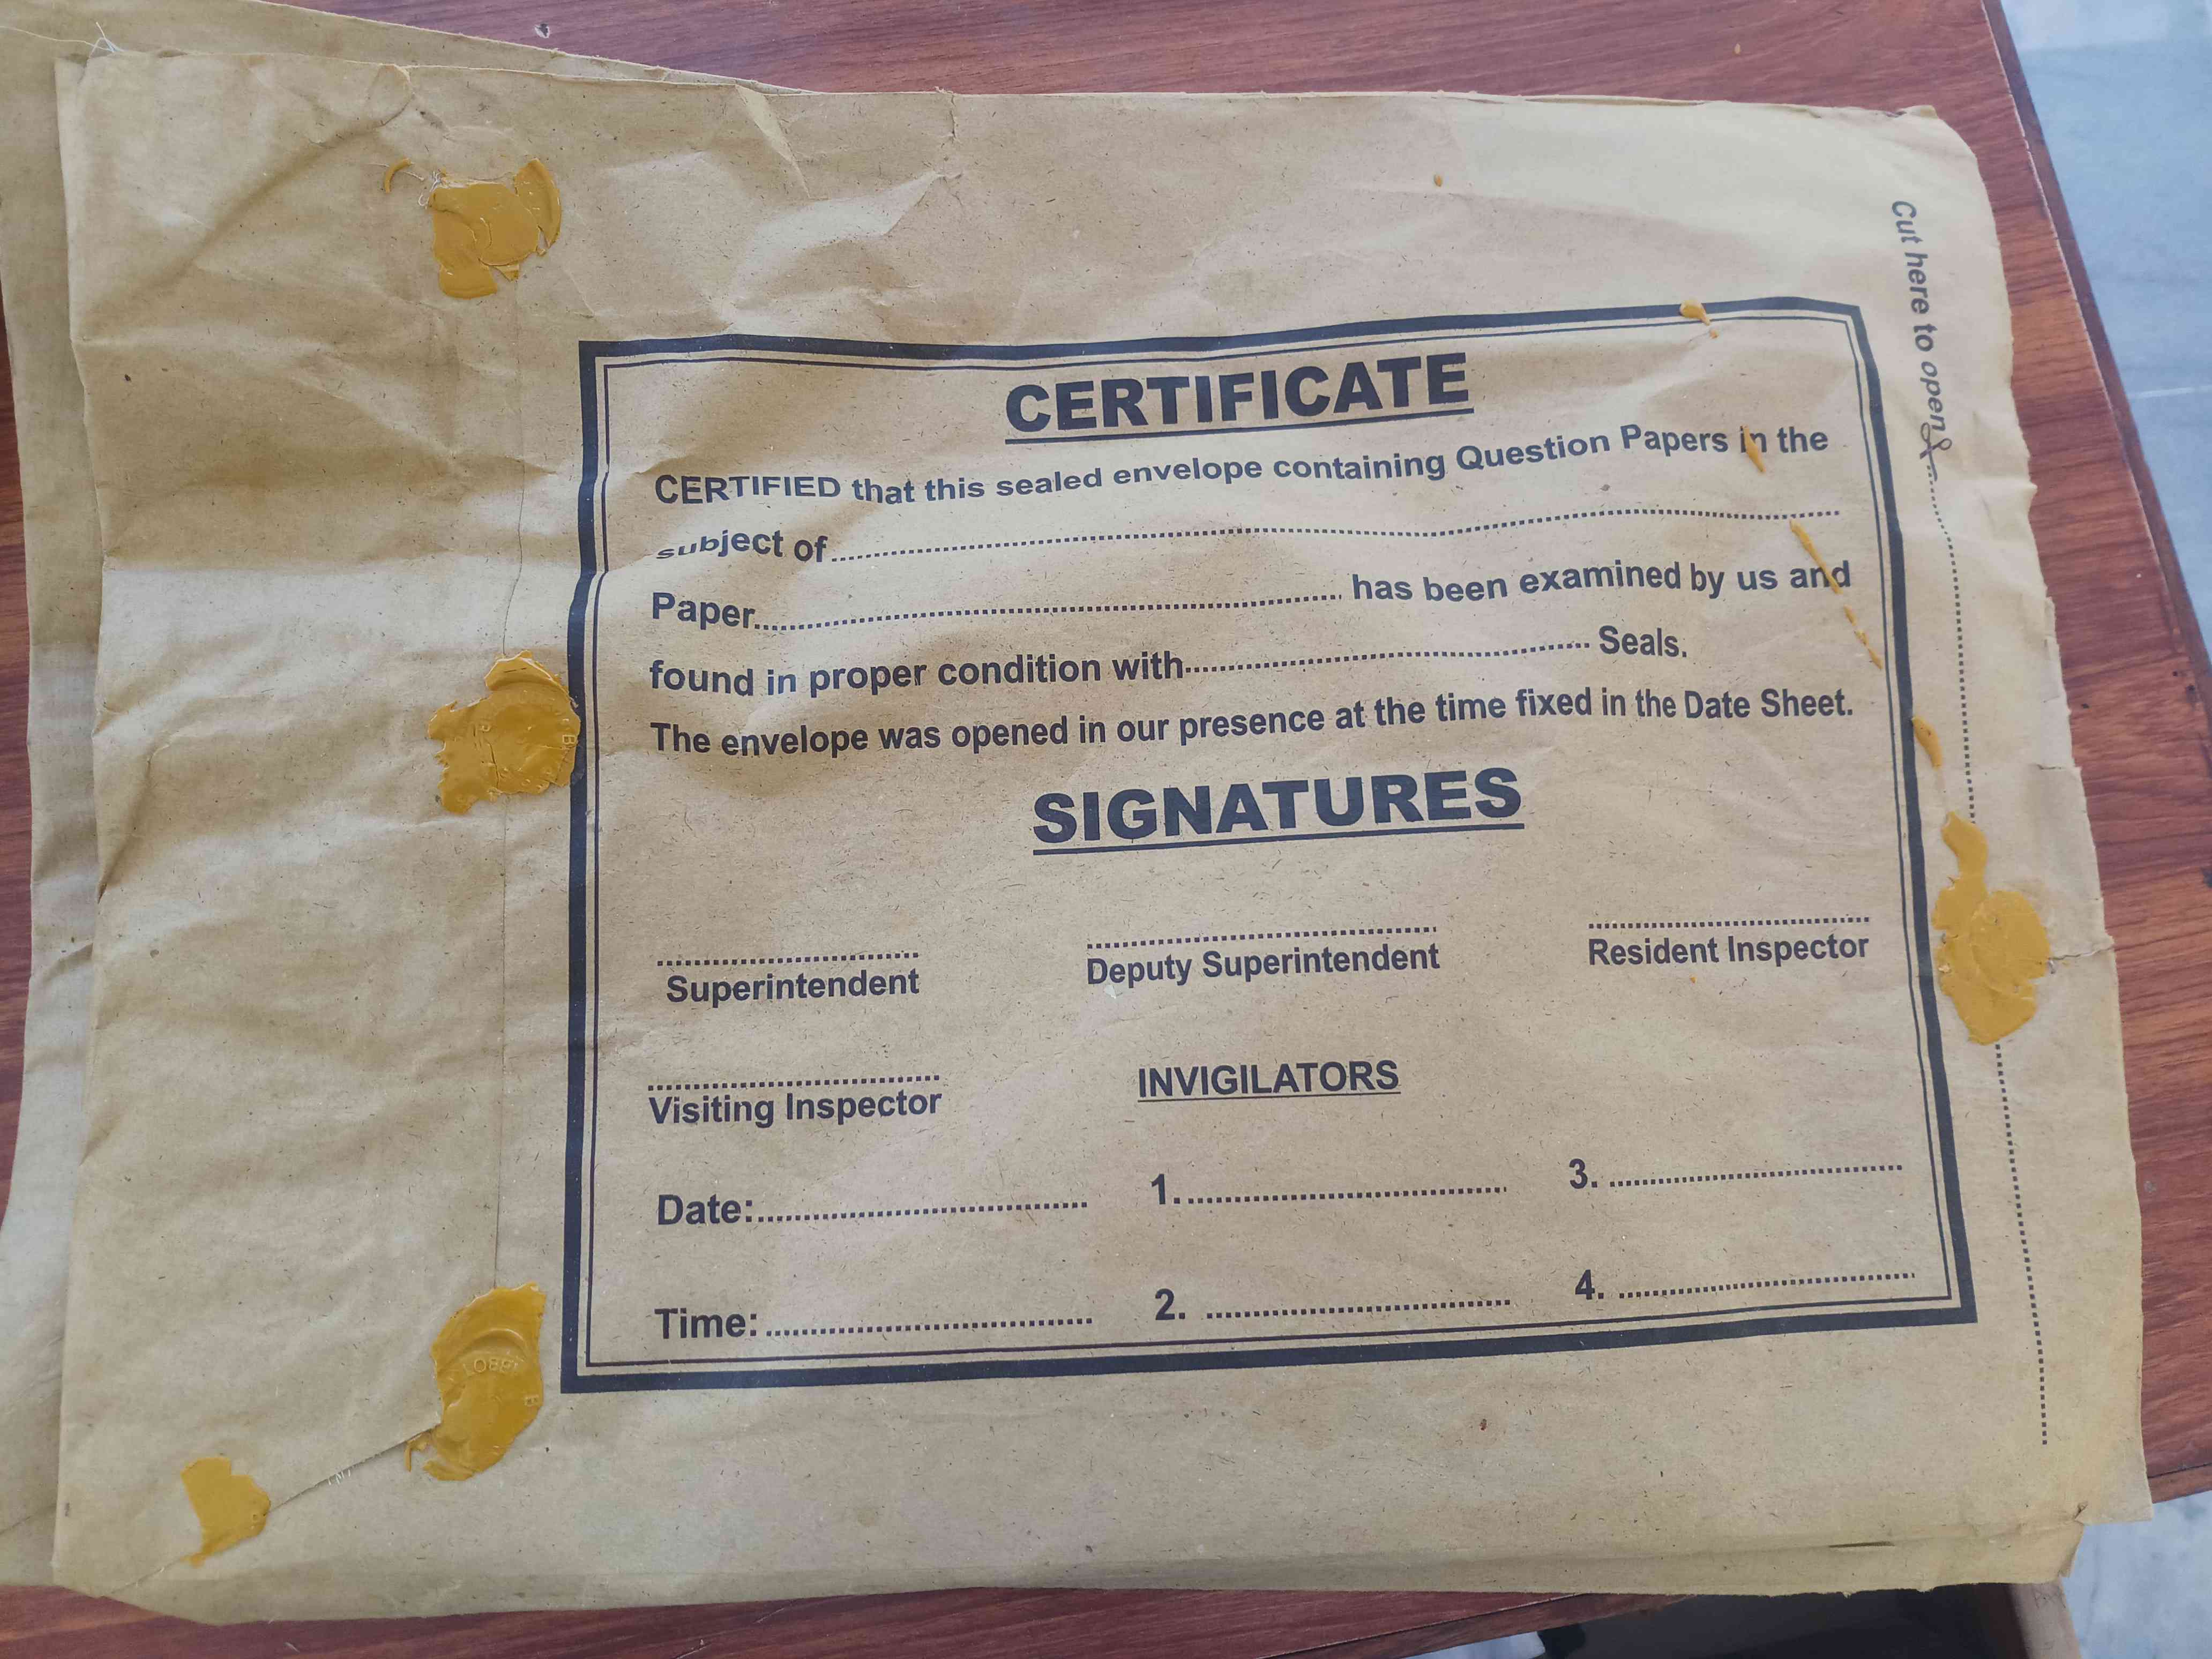 CERTIFICATE
CERTIFIED that this sealed envelope containing Question Papers in the
subject of
Paper has been examined by us and
found in proper condition with Seals.
The envelope was opened in our presence at the time fixed in the Date Sheet.
SIGNATURES
Superintendent Deputy Superintendent Resident Inspector
Visiting Inspector INVIGILATORS
Date: 1. 3.
Time: 2. 4.
Cut here to open